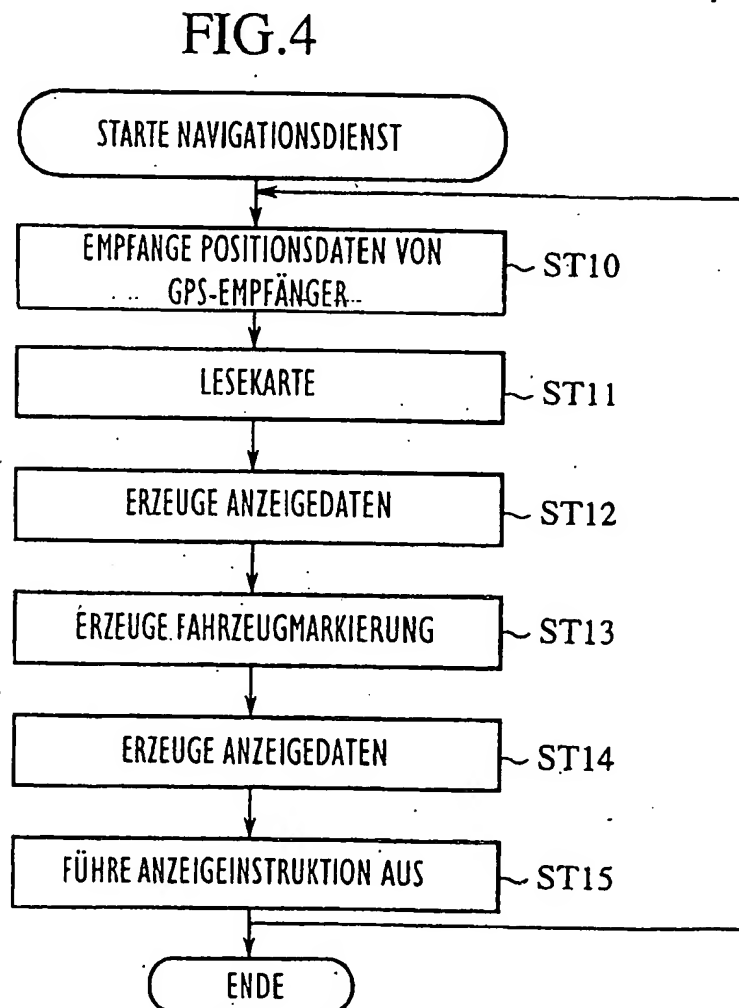 FIG.4
STARTE NAVIGATIONSDIENST
EMPFANGE POSITIONSDATEN VON
GPS-EMPFÄNGER
ST10
LESEKARTE
ST11
ERZEUGE ANZEIGEDATEN
ST12
ERZEUGE FAHRZEUGMARKIERUNG
ST13
ERZEUGE ANZEIGEDATEN
ST14
FÜHRE ANZEIGEINSTRUKTION AUS
ST15
ENDE